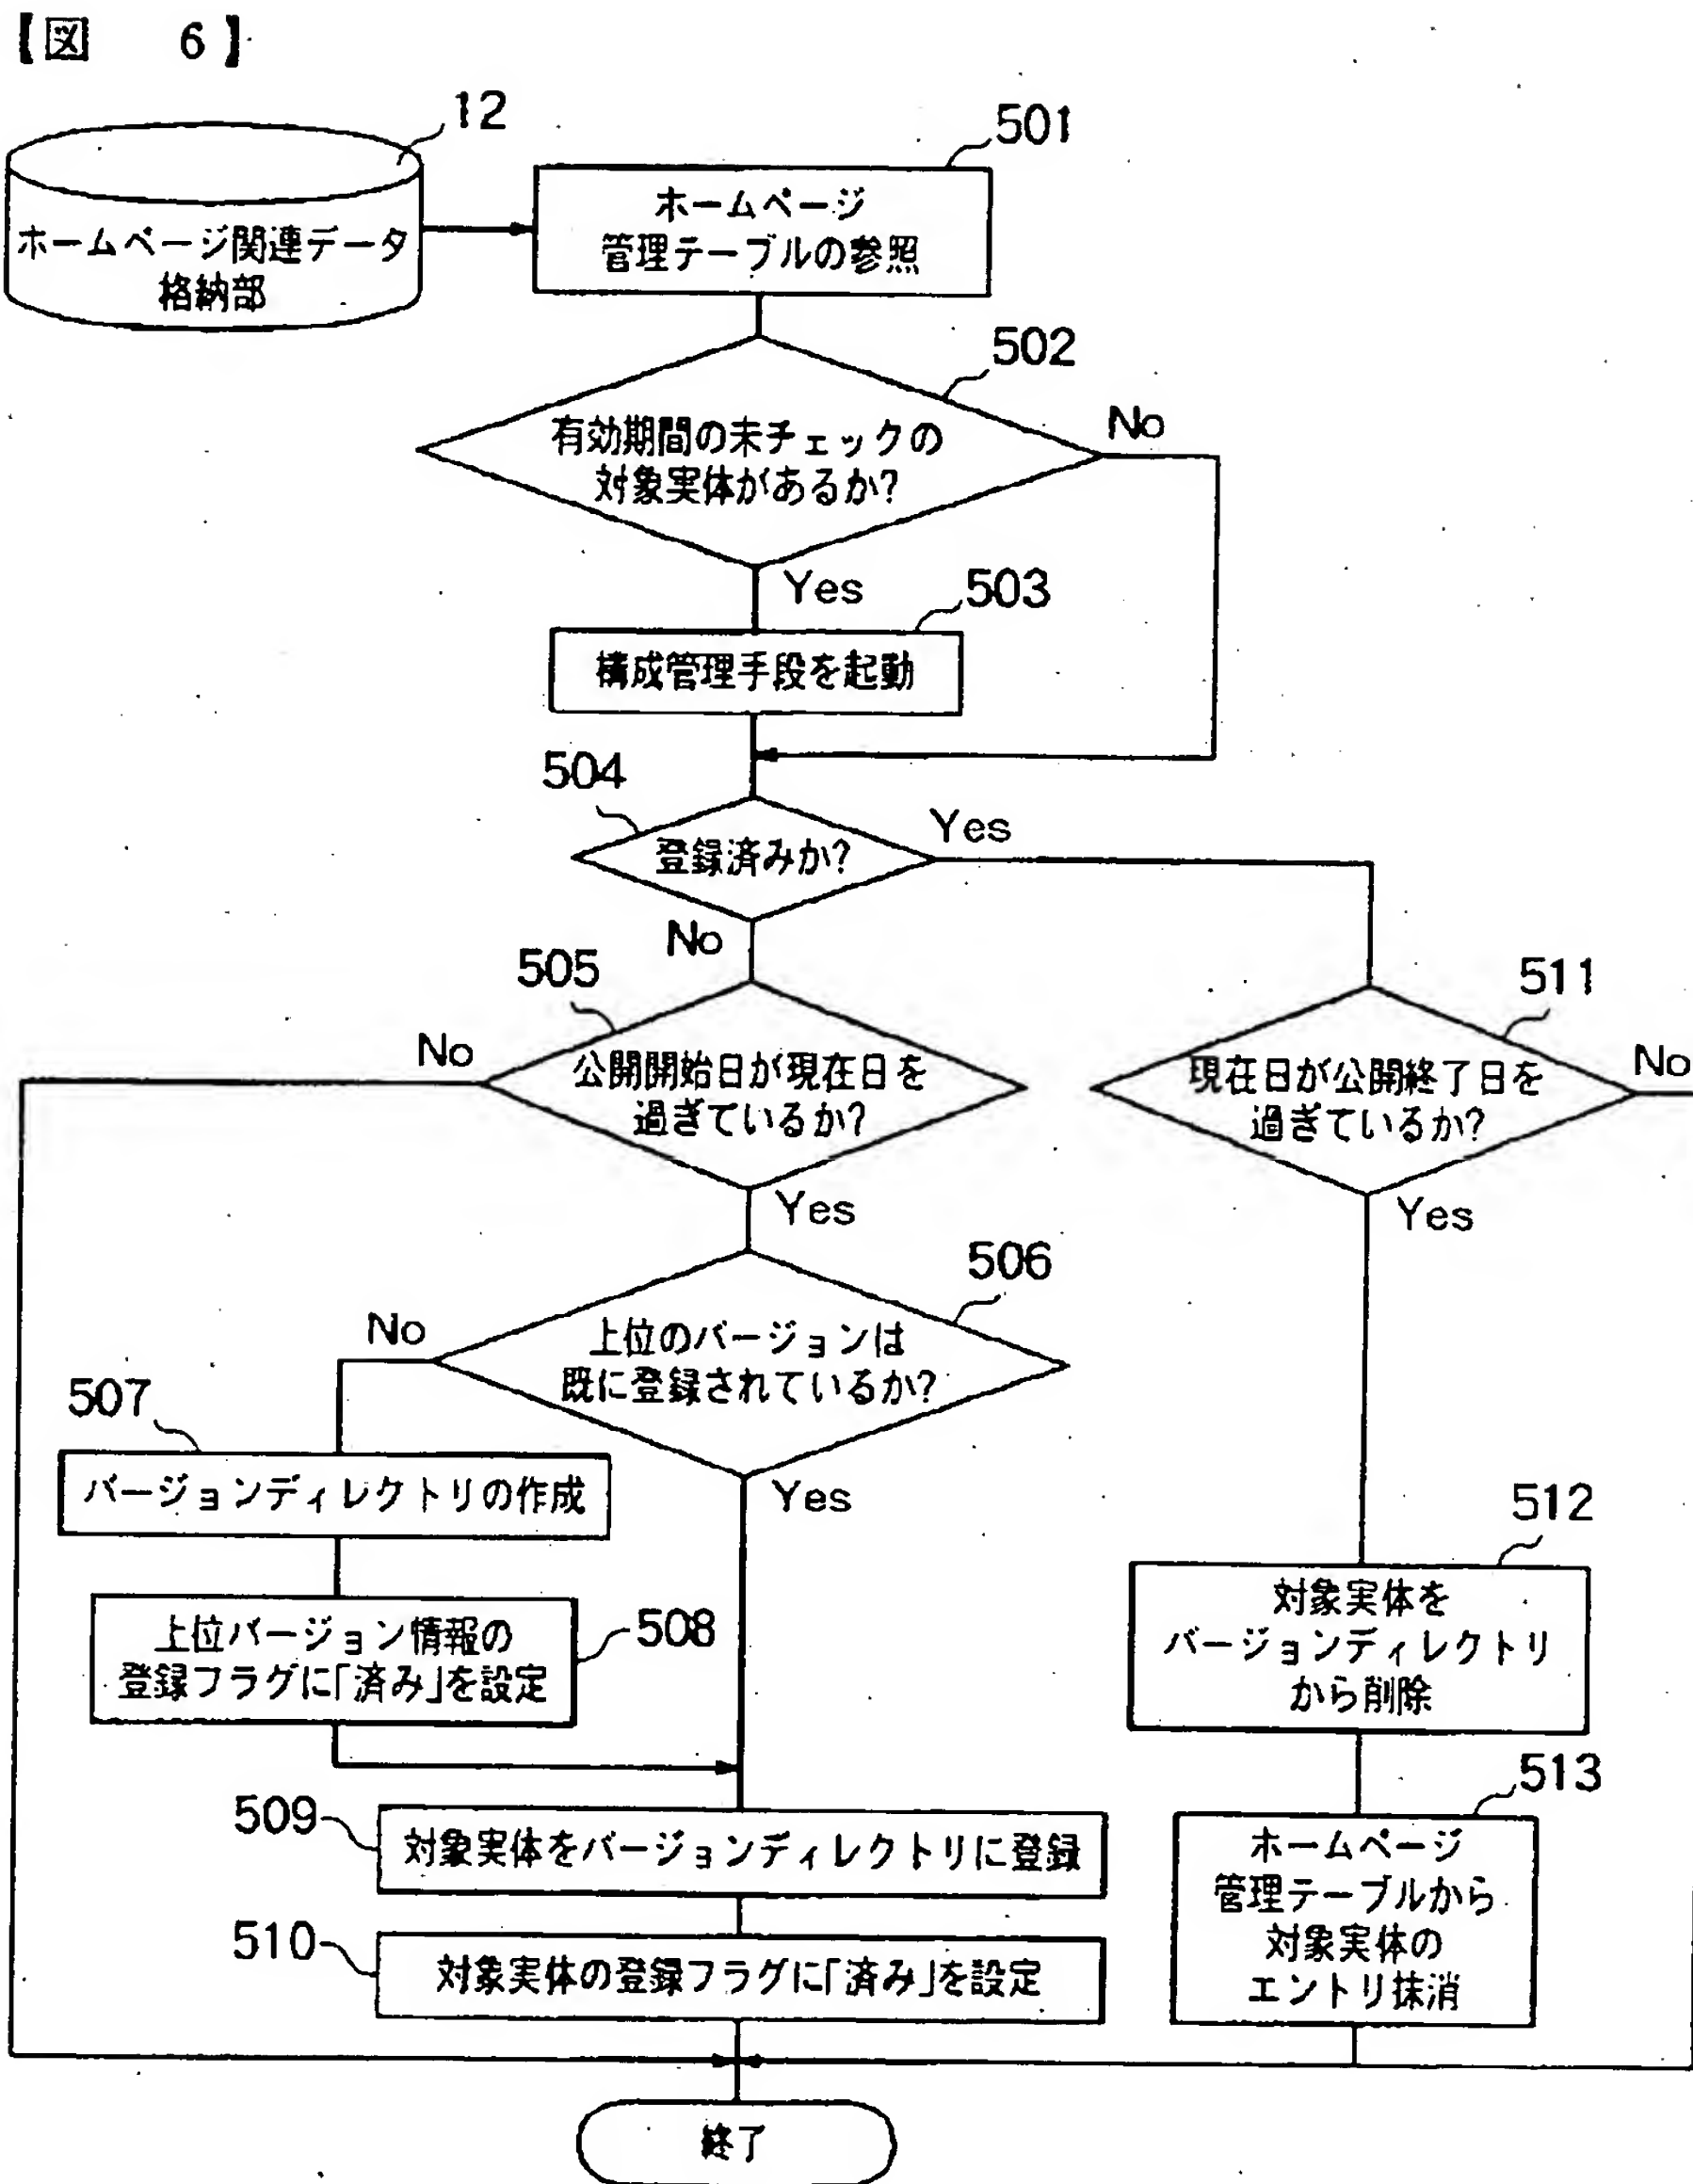 【図 6】
12
ホームページ関連データ
格納部
501
ホームページ
管理テーブルの参照
502
有効期間の未チェックの
対象実体があるか?
No
Yes
503
構成管理手段を起動
504
登録済みか?
Yes
No
505
公開開始日が現在日を
過ぎているか?
No
Yes
511
現在日が公開終了日を
過ぎているか?
No
Yes
506
上位のバージョンは
既に登録されているか?
No
Yes
507
バージョンディレクトリの作成
508
上位バージョン情報の
登録フラグに「済み」を設定
512
対象実体を
バージョンディレクトリ
から削除
509
対象実体をバージョンディレクトリに登録
513
ホームページ
管理テーブルから
対象実体の
エントリ抹消
510
対象実体の登録フラグに「済み」を設定
終了